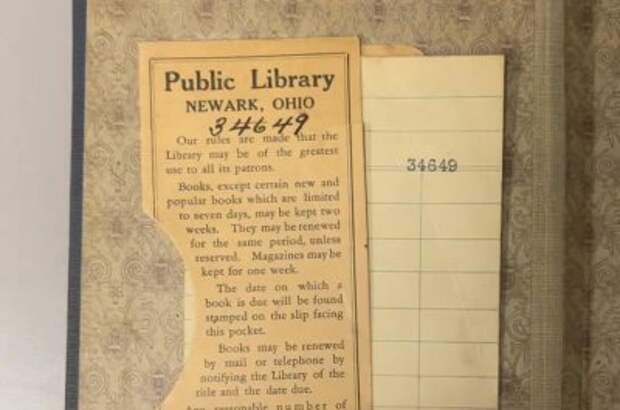 Public Library
NEWARK, OHIO
34649
Our rules are made that the
Library may be of the greatest
use to all its patrons.
Books, except certain new and
popular books which are limited
to seven days, may be kept two
weeks. They may be renewed
for the same period, unless
reserved. Magazines may be
kept for one week.
The date on which a
book is due will be found
stamped on the slip facing
this pocket.
Books may be renewed
by mail or telephone by
notifying the Library of the
title and the date due.
Any reasonable number of
34649